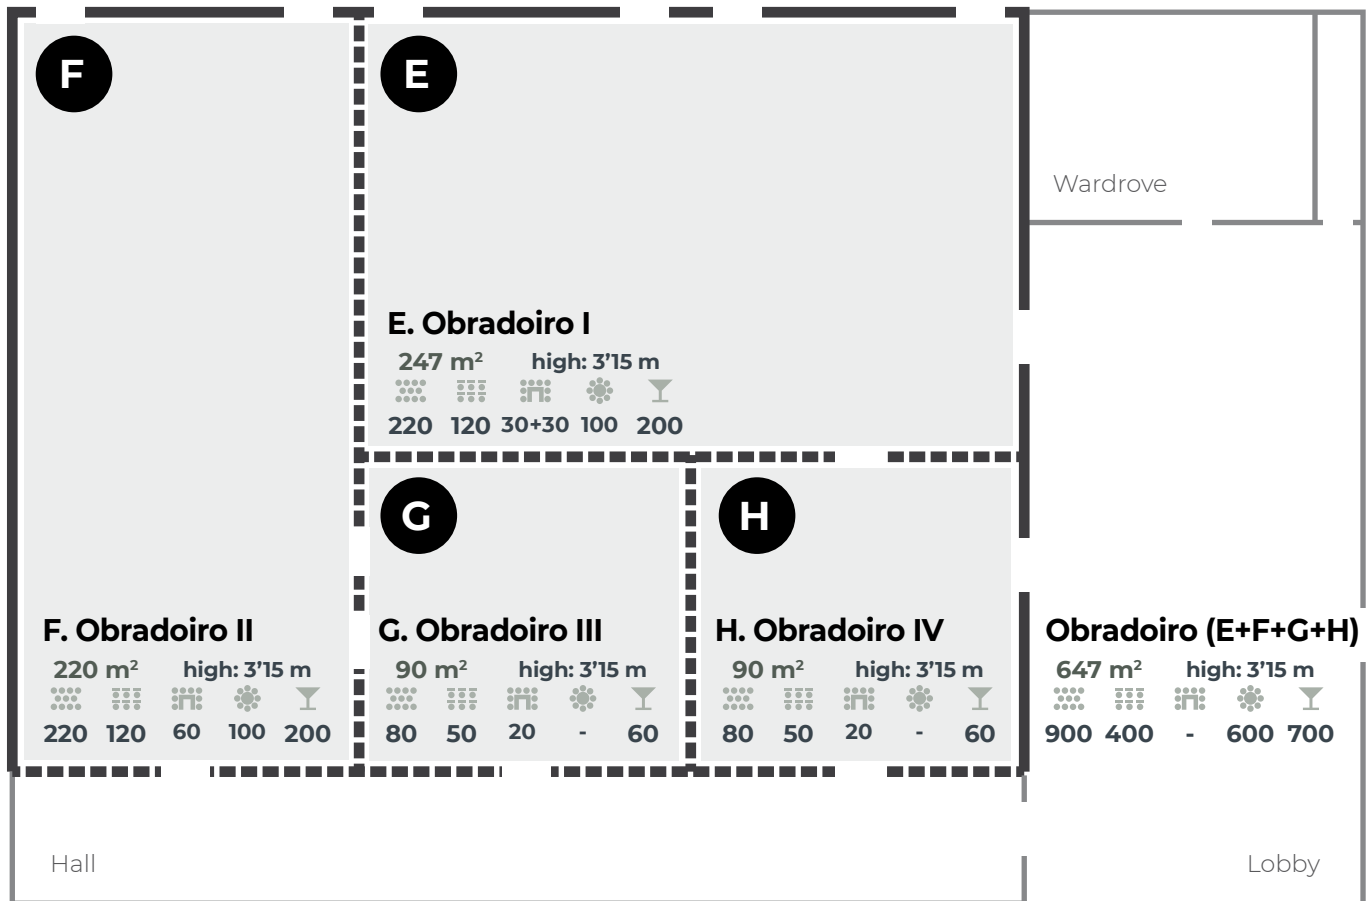 F
E
Wardrove
E. Obradoiro I
247 m² high: 3’15 m
220 120 30+30 100 200
G
H
F. Obradoiro II
220 m² high: 3’15 m
220 120 60 100 200
G. Obradoiro III
90 m² high: 3’15 m
80 50 20 - 60
H. Obradoiro IV
90 m² high: 3’15 m
80 50 20 - 60
Obradoiro (E+F+G+H)
647 m² high: 3’15 m
900 400 - 600 700
Hall
Lobby